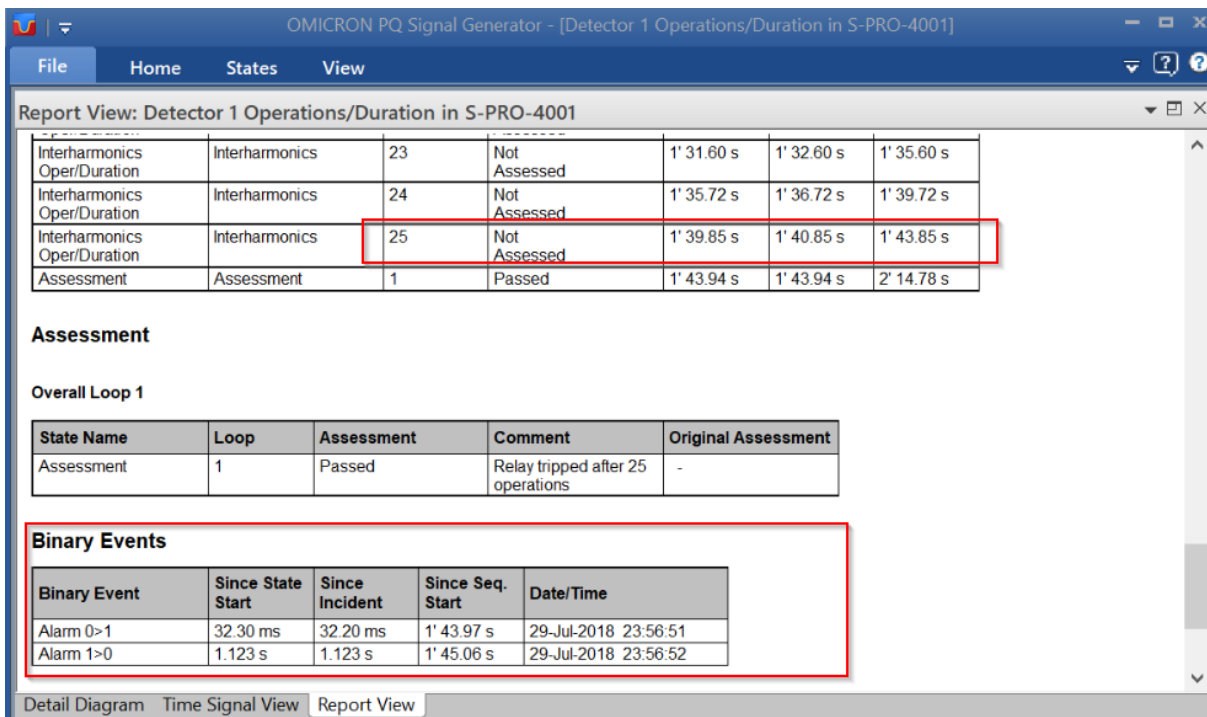 OMICRON PQ Signal Generator - [Detector 1 Operations/Duration in S-PRO-4001]
File Home States View
Report View: Detector 1 Operations/Duration in S-PRO-4001
Interharmonics Interharmonics 23 Not 1' 31.60 s 1' 32.60 s 1' 35.60 s
Oper/Duration Assessed
Interharmonics Interharmonics 24 Not 1' 35.72 s 1' 36.72 s 1' 39.72 s
Oper/Duration Assessed
Interharmonics Interharmonics 25 Not 1' 39.85 s 1' 40.85 s 1' 43.85 s
Oper/Duration Assessed
Assessment Assessment 1 Passed 1' 43.94 s 1' 43.94 s 2' 14.78 s
Assessment
Overall Loop 1
State Name Loop Assessment Comment Original Assessment
Assessment 1 Passed Relay tripped after 25 -
operations
Binary Events
Binary Event Since State Since Since Seq. Date/Time
Start Incident Start
Alarm 0>1 32.30 ms 32.20 ms 1' 43.97 s 29-Jul-2018 23:56:51
Alarm 1>0 1.123 s 1.123 s 1' 45.06 s 29-Jul-2018 23:56:52
Detail Diagram Time Signal View Report View